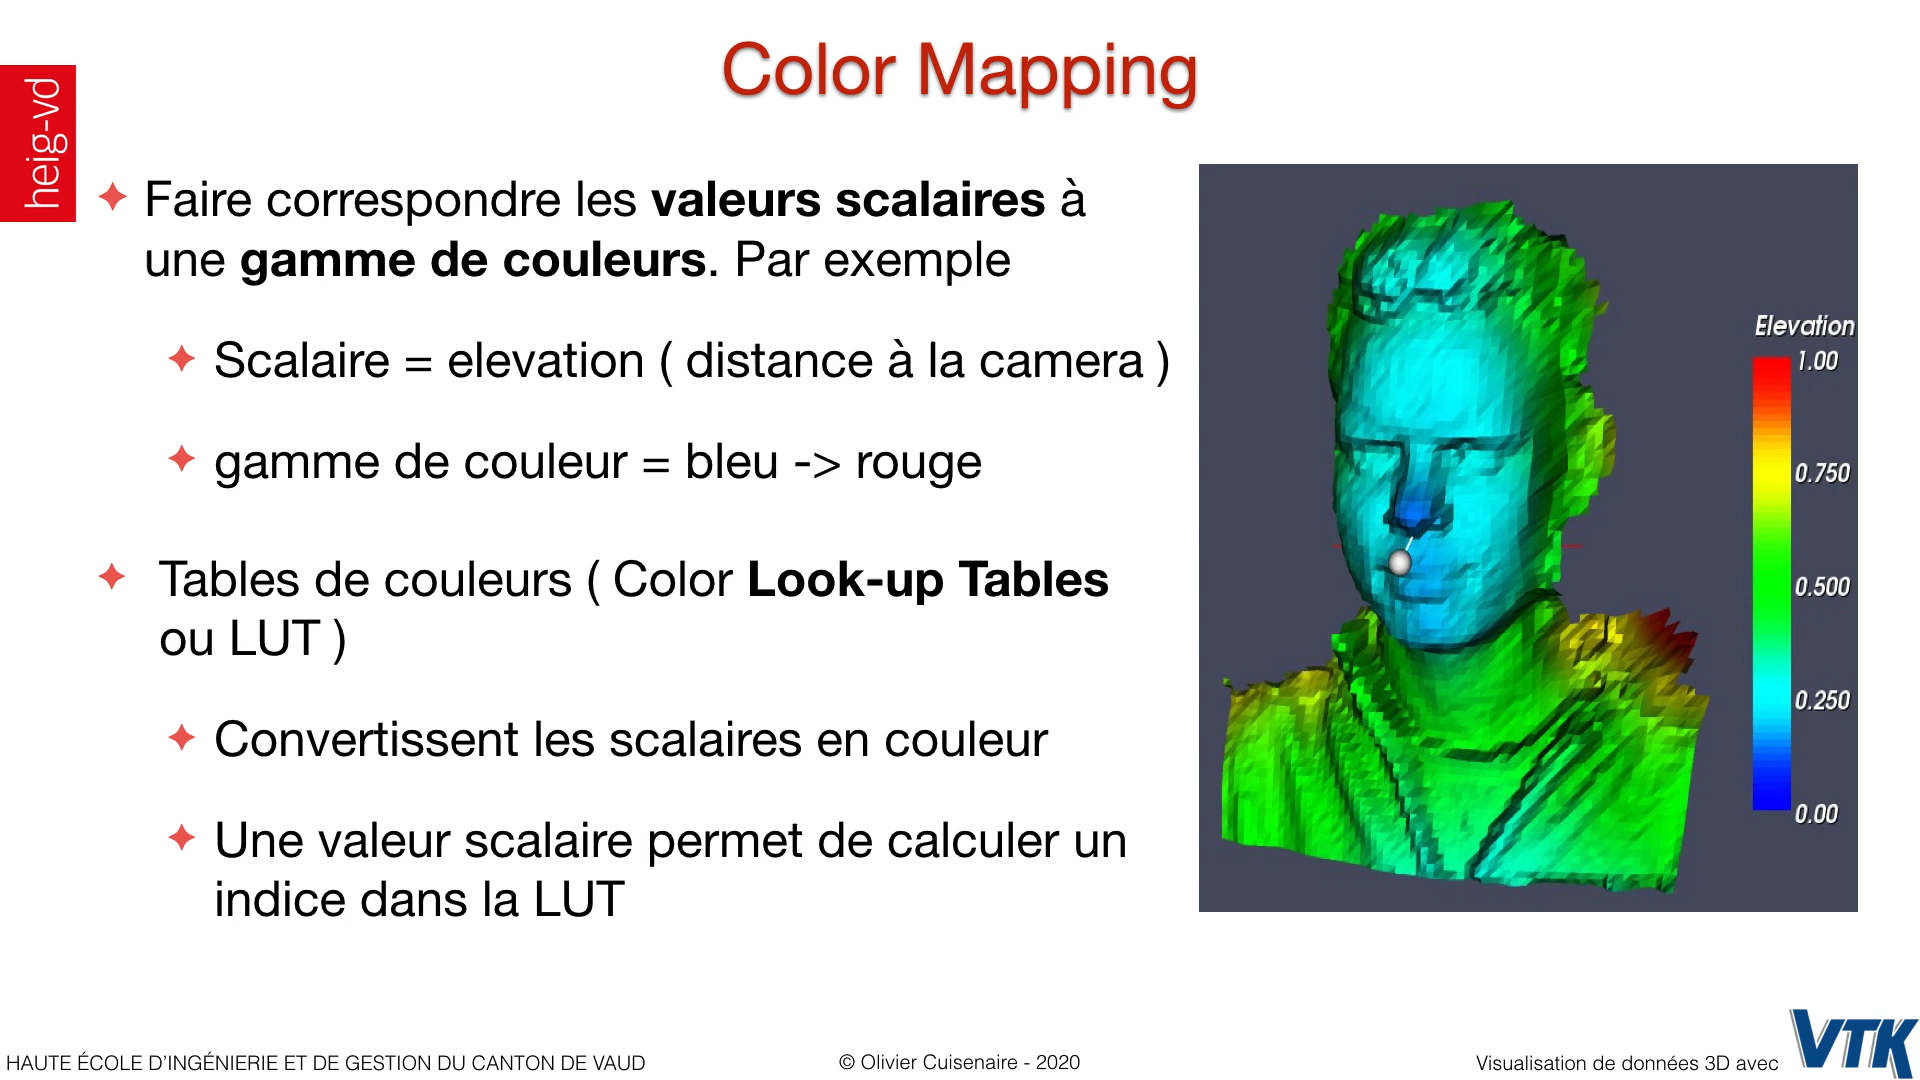 Color Mapping
heig-vd
Faire correspondre les valeurs scalaires à
une gamme de couleurs. Par exemple
Scalaire = elevation ( distance à la camera )
gamme de couleur = bleu -> rouge
Tables de couleurs ( Color Look-up Tables
ou LUT )
Convertissent les scalaires en couleur
Une valeur scalaire permet de calculer un
indice dans la LUT
Elevation
1.00
0.750
0.500
0.250
0.00
HAUTE ÉCOLE D’INGÉNIERIE ET DE GESTION DU CANTON DE VAUD
© Olivier Cuisenaire - 2020
Visualisation de données 3D avec
VTK